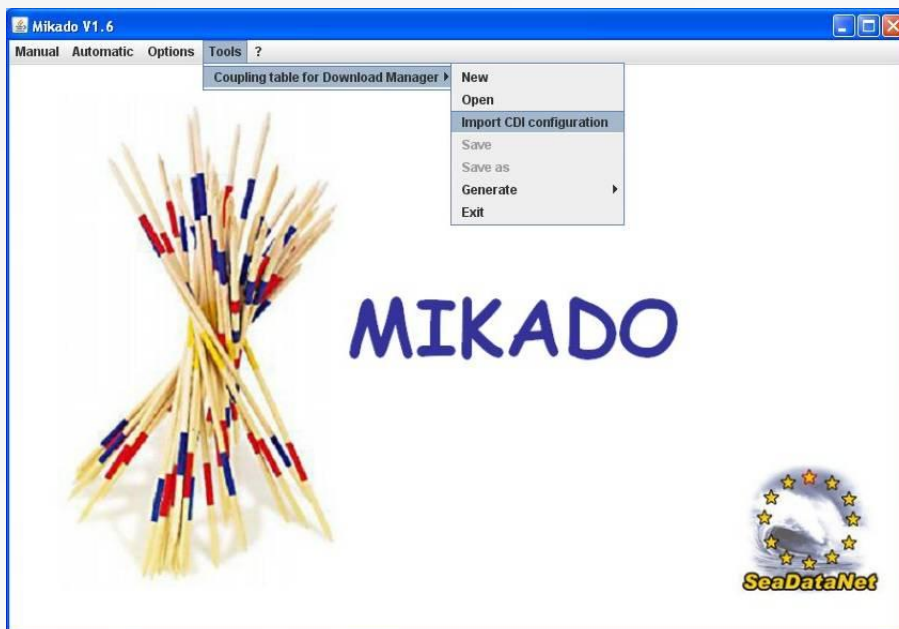 Mikado V1.6
Manual Automatic Options Tools ?
Coupling table for Download Manager
New
Open
Import CDI configuration
Save
Save as
Generate
Exit
MIKADO
SeaDataNet